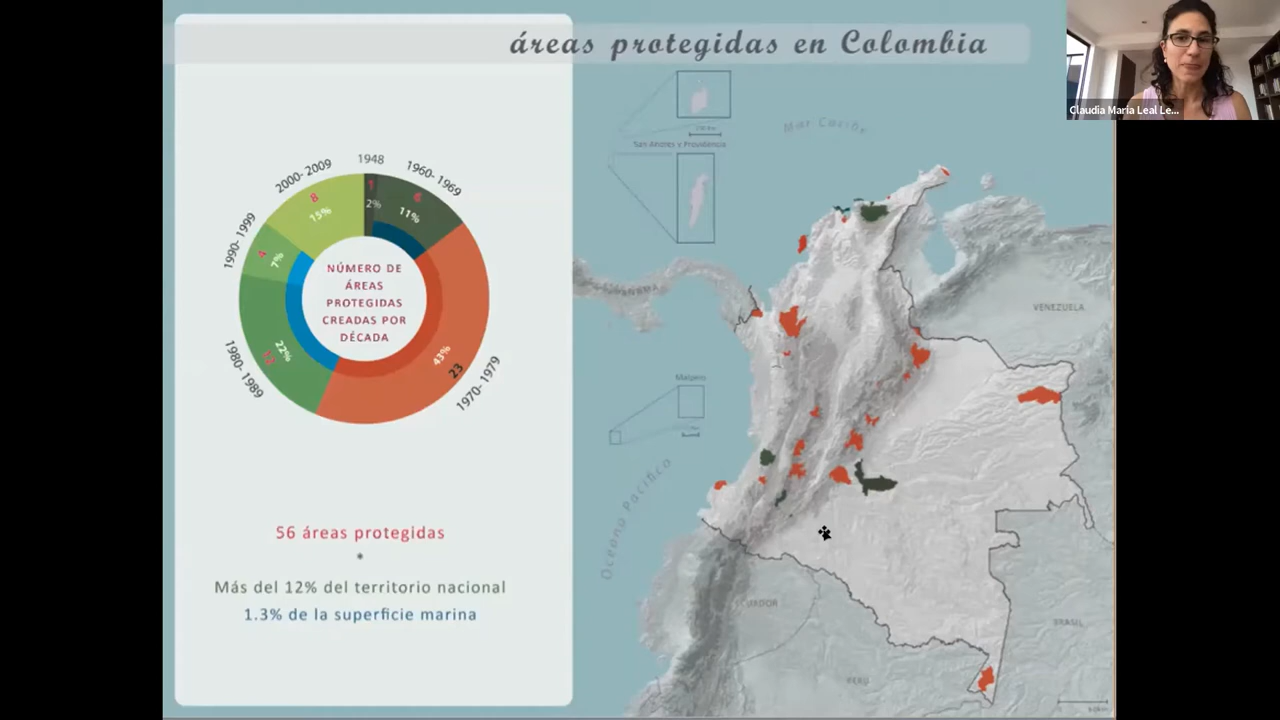 áreas protegidas en Colombia
Claudia María Leal Le...
1948
1960-1969
1970-1979
1980-1989
1990-1999
2000-2009
1
2%
6
11%
43%
23
22%
12
7%
4
15%
8
NÚMERO DE
ÁREAS
PROTEGIDAS
CREADAS POR
DÉCADA
56 áreas protegidas
Más del 12% del territorio nacional
1.3% de la superficie marina
San Andres y Providencia
Mar Caribe
PANAMA
VENEZUELA
Malpelo
Océano Pacífico
ECUADOR
PERU
BRASIL